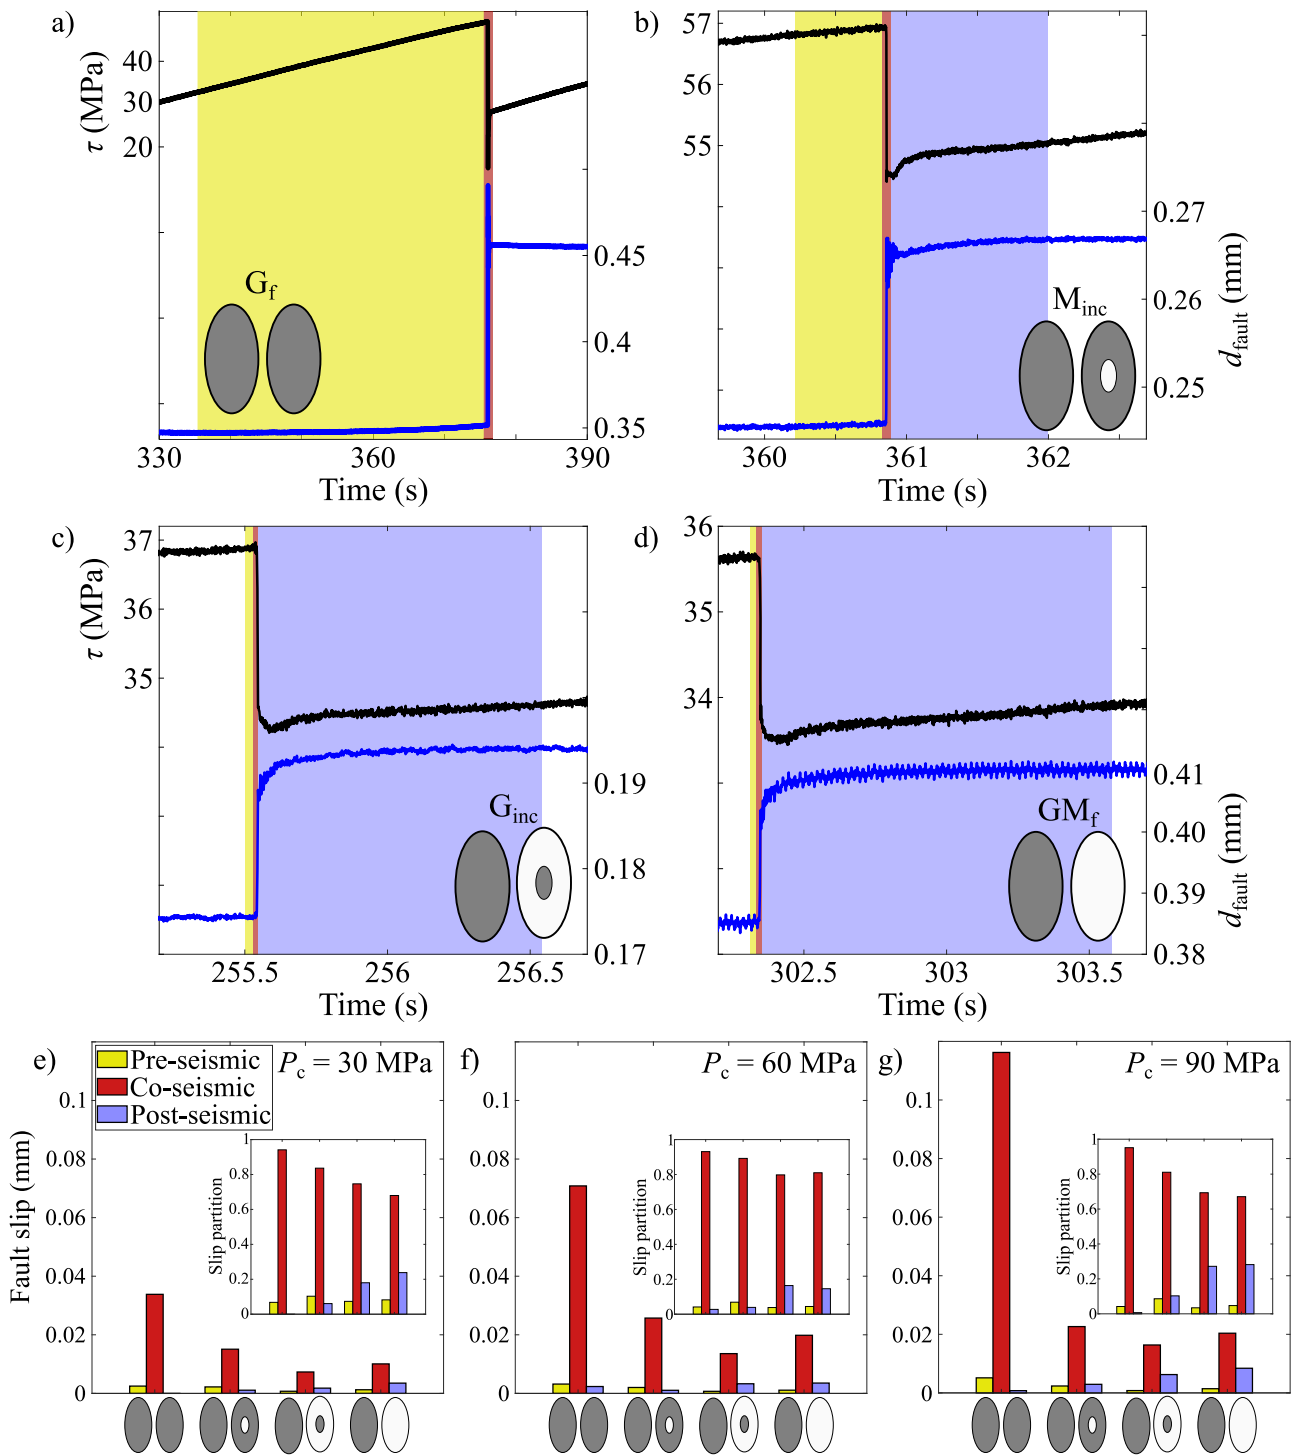 a)
τ (MPa)
40
30
20
0.45
0.4
0.35
G_f
330
360
390
Time (s)
b)
57
56
55
0.27
0.26
0.25
d_fault (mm)
M_inc
360
361
362
Time (s)
c)
τ (MPa)
37
36
35
0.19
0.18
0.17
G_inc
255.5
256
256.5
Time (s)
d)
36
35
34
0.41
0.40
0.39
0.38
d_fault (mm)
GM_f
302.5
303
303.5
Time (s)
e)
Pre-seismic
Co-seismic
Post-seismic
P_c = 30 MPa
Fault slip (mm)
0.1
0.08
0.06
0.04
0.02
0
Slip partition
1
0.8
0.6
0.4
0.2
0
f)
P_c = 60 MPa
0.1
0.08
0.06
0.04
0.02
0
Slip partition
1
0.8
0.6
0.4
0.2
0
g)
P_c = 90 MPa
0.1
0.08
0.06
0.04
0.02
0
Slip partition
1
0.8
0.6
0.4
0.2
0